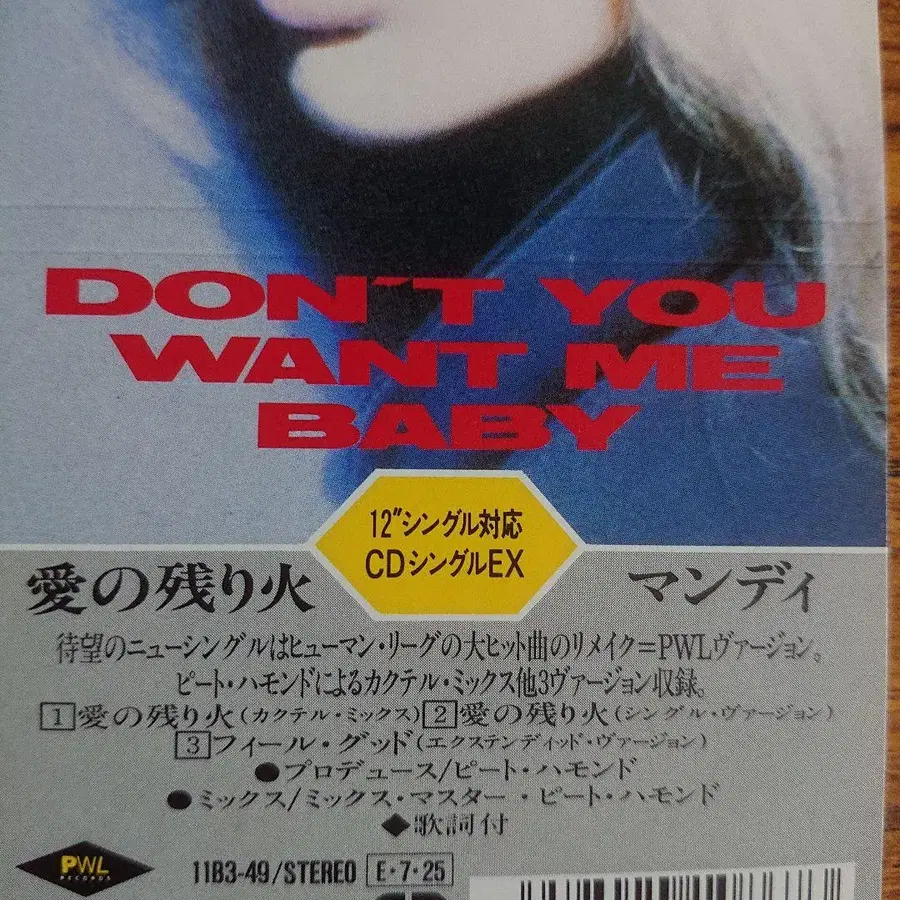 DON'T YOU
WANT ME
BABY
12″シングル対応
CDシングルEX
愛の残り火 マンディ
待望のニューシングルはヒューマン・リーグの大ヒット曲のリメイク=PWLヴァージョン。
ピート・ハモンドによるカクテル・ミックス他3ヴァージョン収録。
1 愛の残り火(カクテル・ミックス) 2 愛の残り火(シングル・ヴァージョン)
3 フィール・グッド(エクステンディッド・ヴァージョン)
●プロデュース/ピート・ハモンド
●ミックス/ミックス・マスター・ピート・ハモンド
◆歌詞付
PWL
RECORDS
11B3-49/STEREO E・7・25